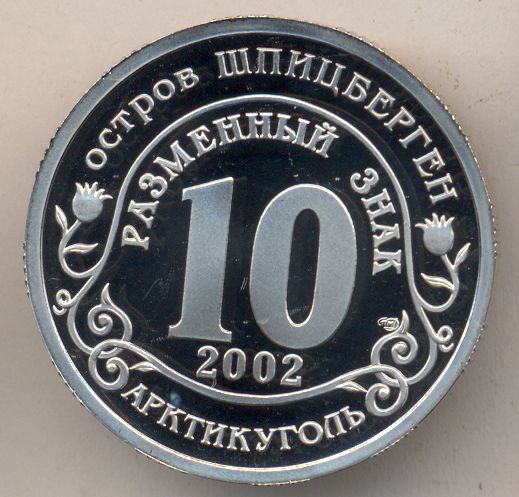 ОСТРОВ ШПИЦБЕРГЕН
РАЗМЕННЫЙ ЗНАК
10
2002
АРКТИКУГОЛЬ